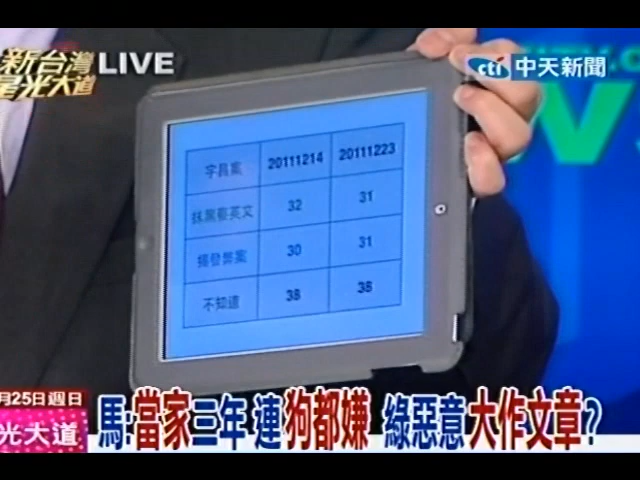 新台灣
星光大道
LIVE
cti 中天新聞
宇昌案 20111214 20111223
抹黑蔡英文 32 31
揭發弊案 30 31
不知道 38 38
月25日週日
光大道
馬:當家三年 連狗都嫌 綠惡意大作文章?